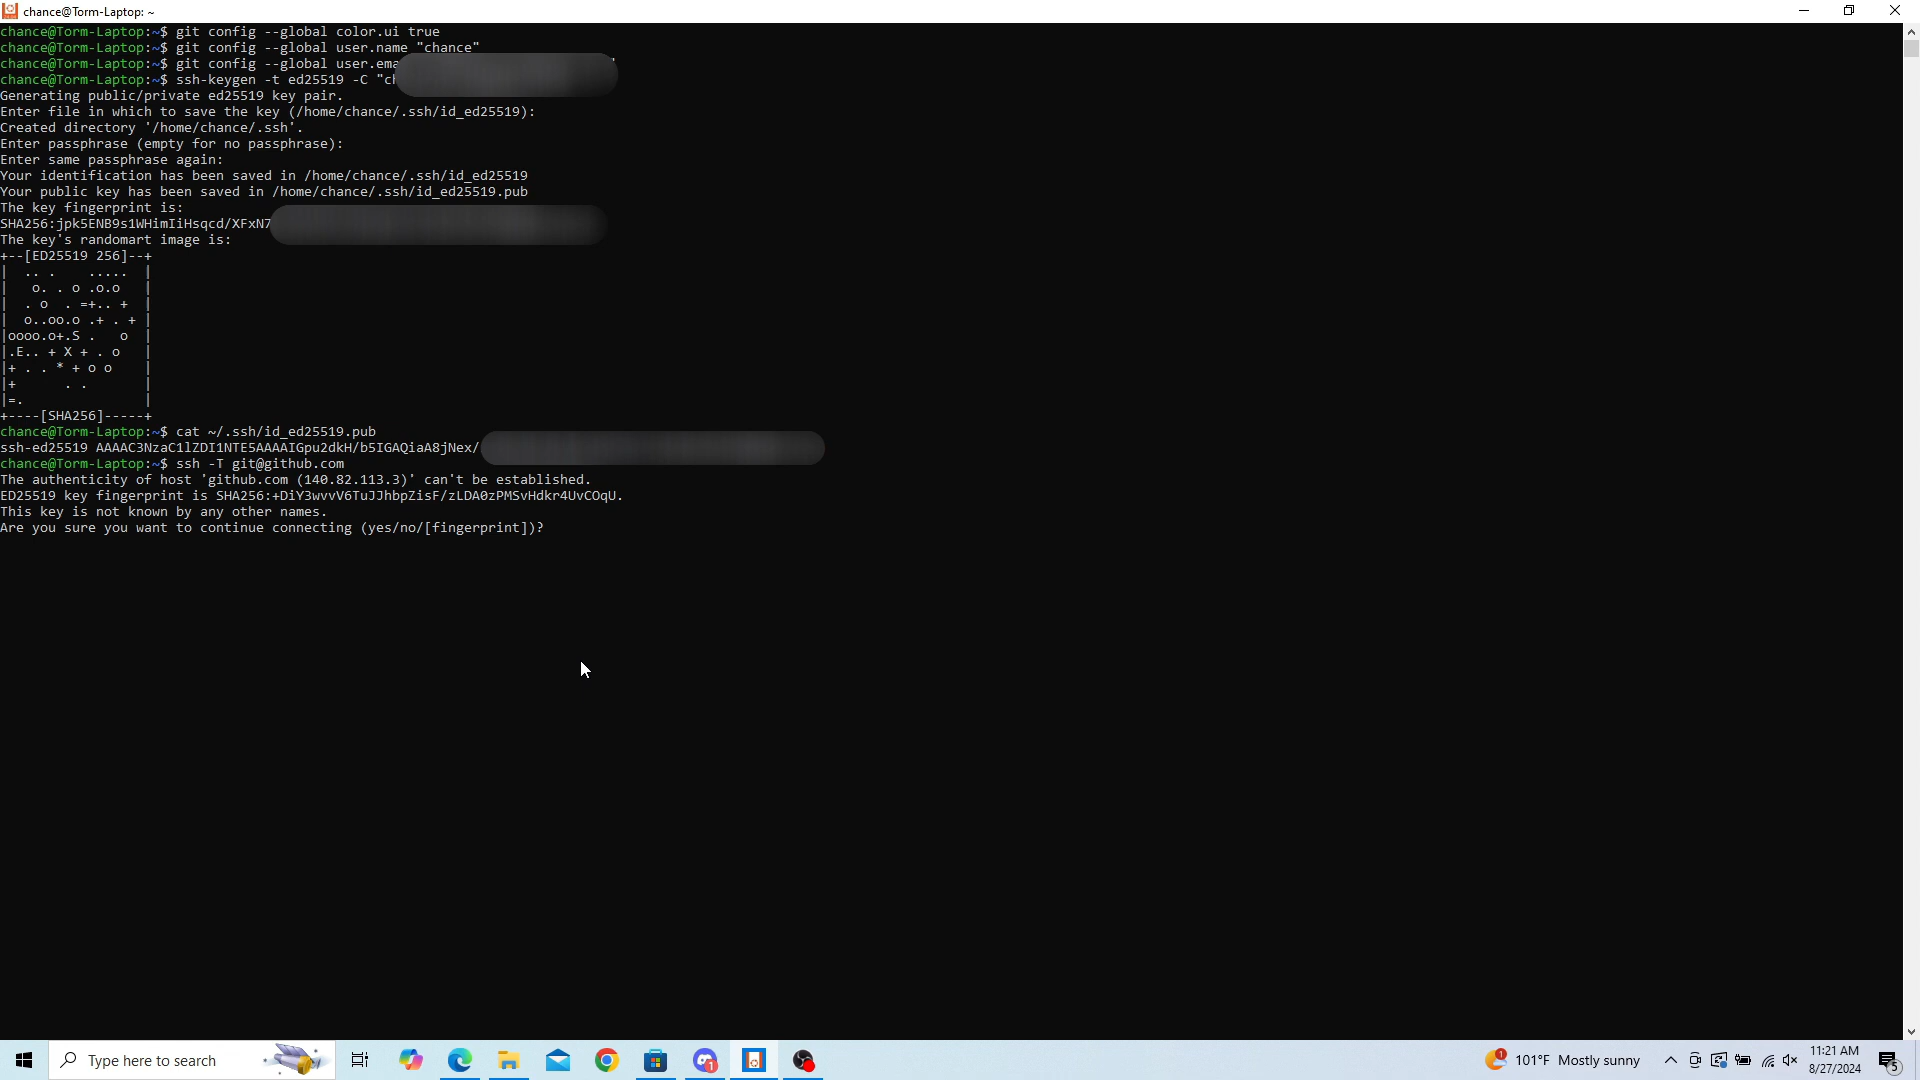 chance@Torm-Laptop: ~
chance@Torm-Laptop:~$ git config --global color.ui true
chance@Torm-Laptop:~$ git config --global user.name "chance"
chance@Torm-Laptop:~$ git config --global user.ema
chance@Torm-Laptop:~$ ssh-keygen -t ed25519 -C "ch
Generating public/private ed25519 key pair.
Enter file in which to save the key (/home/chance/.ssh/id_ed25519):
Created directory '/home/chance/.ssh'.
Enter passphrase (empty for no passphrase):
Enter same passphrase again:
Your identification has been saved in /home/chance/.ssh/id_ed25519
Your public key has been saved in /home/chance/.ssh/id_ed25519.pub
The key fingerprint is:
SHA256:jpk5ENB9s1WHimIiHsqcd/XFxN7
The key's randomart image is:
+--[ED25519 256]--+
|  .. .    .....  |
|   o. . o .o.o   |
|  . o  . =+.. +  |
|  o..oo.o .+ . + |
|oooo.o+.S .   o  |
|.E.. + X + . o   |
|+ . . * + o o    |
|+      . .       |
|=.               |
+----[SHA256]-----+
chance@Torm-Laptop:~$ cat ~/.ssh/id_ed25519.pub
ssh-ed25519 AAAAC3NzaC1lZDI1NTE5AAAAIGpu2dkH/b5IGAQiaA8jNex/
chance@Torm-Laptop:~$ ssh -T git@github.com
The authenticity of host 'github.com (140.82.113.3)' can't be established.
ED25519 key fingerprint is SHA256:+DiY3wvvV6TuJJhbpZisF/zLDA0zPMSvHdkr4UvCOqU.
This key is not known by any other names.
Are you sure you want to continue connecting (yes/no/[fingerprint])?
Type here to search
1
1
101°F Mostly sunny
11:21 AM
8/27/2024
5